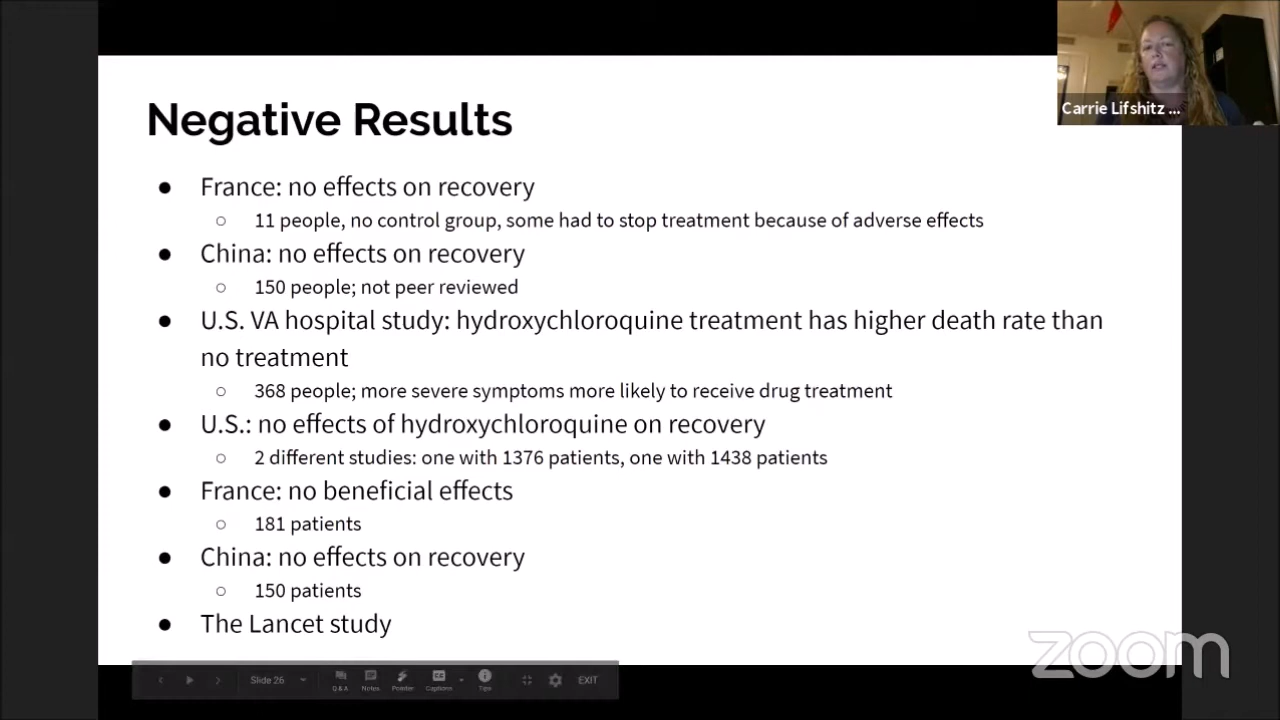 Negative Results
Carrie Lifshitz ...
● France: no effects on recovery
○ 11 people, no control group, some had to stop treatment because of adverse effects
● China: no effects on recovery
○ 150 people; not peer reviewed
● U.S. VA hospital study: hydroxychloroquine treatment has higher death rate than
no treatment
○ 368 people; more severe symptoms more likely to receive drug treatment
● U.S.: no effects of hydroxychloroquine on recovery
○ 2 different studies: one with 1376 patients, one with 1438 patients
● France: no beneficial effects
○ 181 patients
● China: no effects on recovery
○ 150 patients
● The Lancet study
zoom
Slide 26
Q&A Notes Pointer Captions Tips EXIT